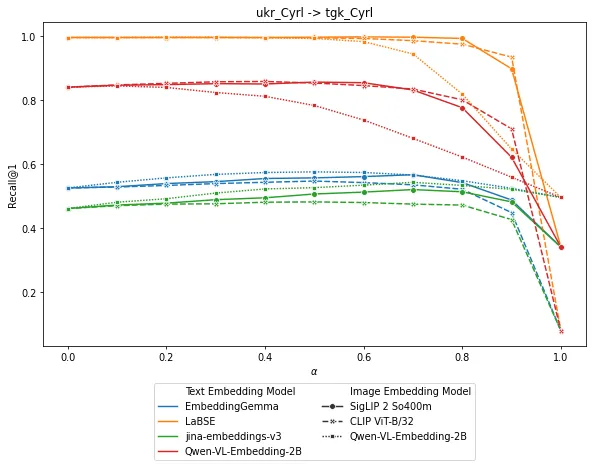 ukr_Cyrl -> tgk_Cyrl
1.0
0.8
0.6
0.4
0.2
Recall@1
0.0 0.2 0.4 0.6 0.8 1.0
α
Text Embedding Model
EmbeddingGemma
LaBSE
jina-embeddings-v3
Qwen-VL-Embedding-2B
Image Embedding Model
SigLIP 2 So400m
CLIP ViT-B/32
Qwen-VL-Embedding-2B